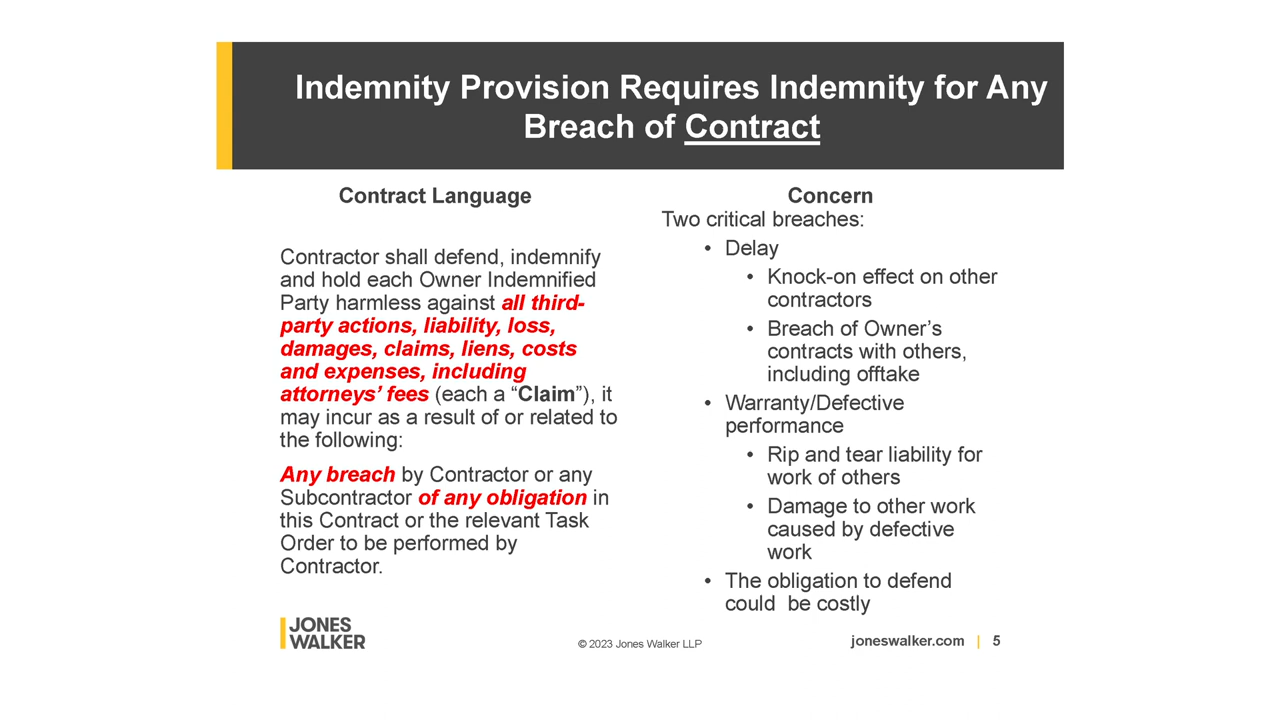 Indemnity Provision Requires Indemnity for Any
Breach of Contract
Contract Language
Contractor shall defend, indemnify
and hold each Owner Indemnified
Party harmless against all third-
party actions, liability, loss,
damages, claims, liens, costs
and expenses, including
attorneys’ fees (each a “Claim”), it
may incur as a result of or related to
the following:
Any breach by Contractor or any
Subcontractor of any obligation in
this Contract or the relevant Task
Order to be performed by
Contractor.
Concern
Two critical breaches:
• Delay
• Knock-on effect on other
contractors
• Breach of Owner’s
contracts with others,
including offtake
• Warranty/Defective
performance
• Rip and tear liability for
work of others
• Damage to other work
caused by defective
work
• The obligation to defend
could  be costly
JONES
WALKER
© 2023 Jones Walker LLP
joneswalker.com | 5